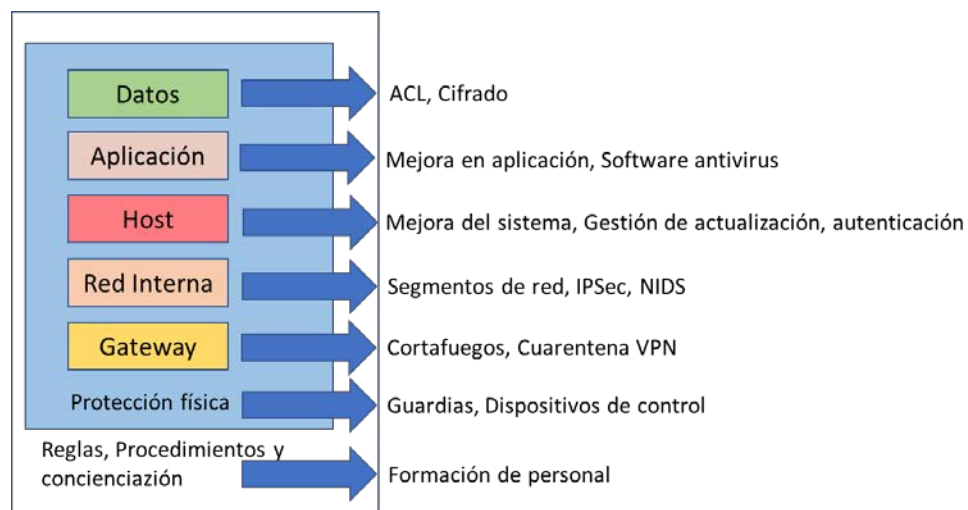 Datos
ACL, Cifrado
Aplicación
Mejora en aplicación, Software antivirus
Host
Mejora del sistema, Gestión de actualización, autenticación
Red Interna
Segmentos de red, IPSec, NIDS
Gateway
Cortafuegos, Cuarentena VPN
Protección física
Guardias, Dispositivos de control
Reglas, Procedimientos y
concienciazión
Formación de personal